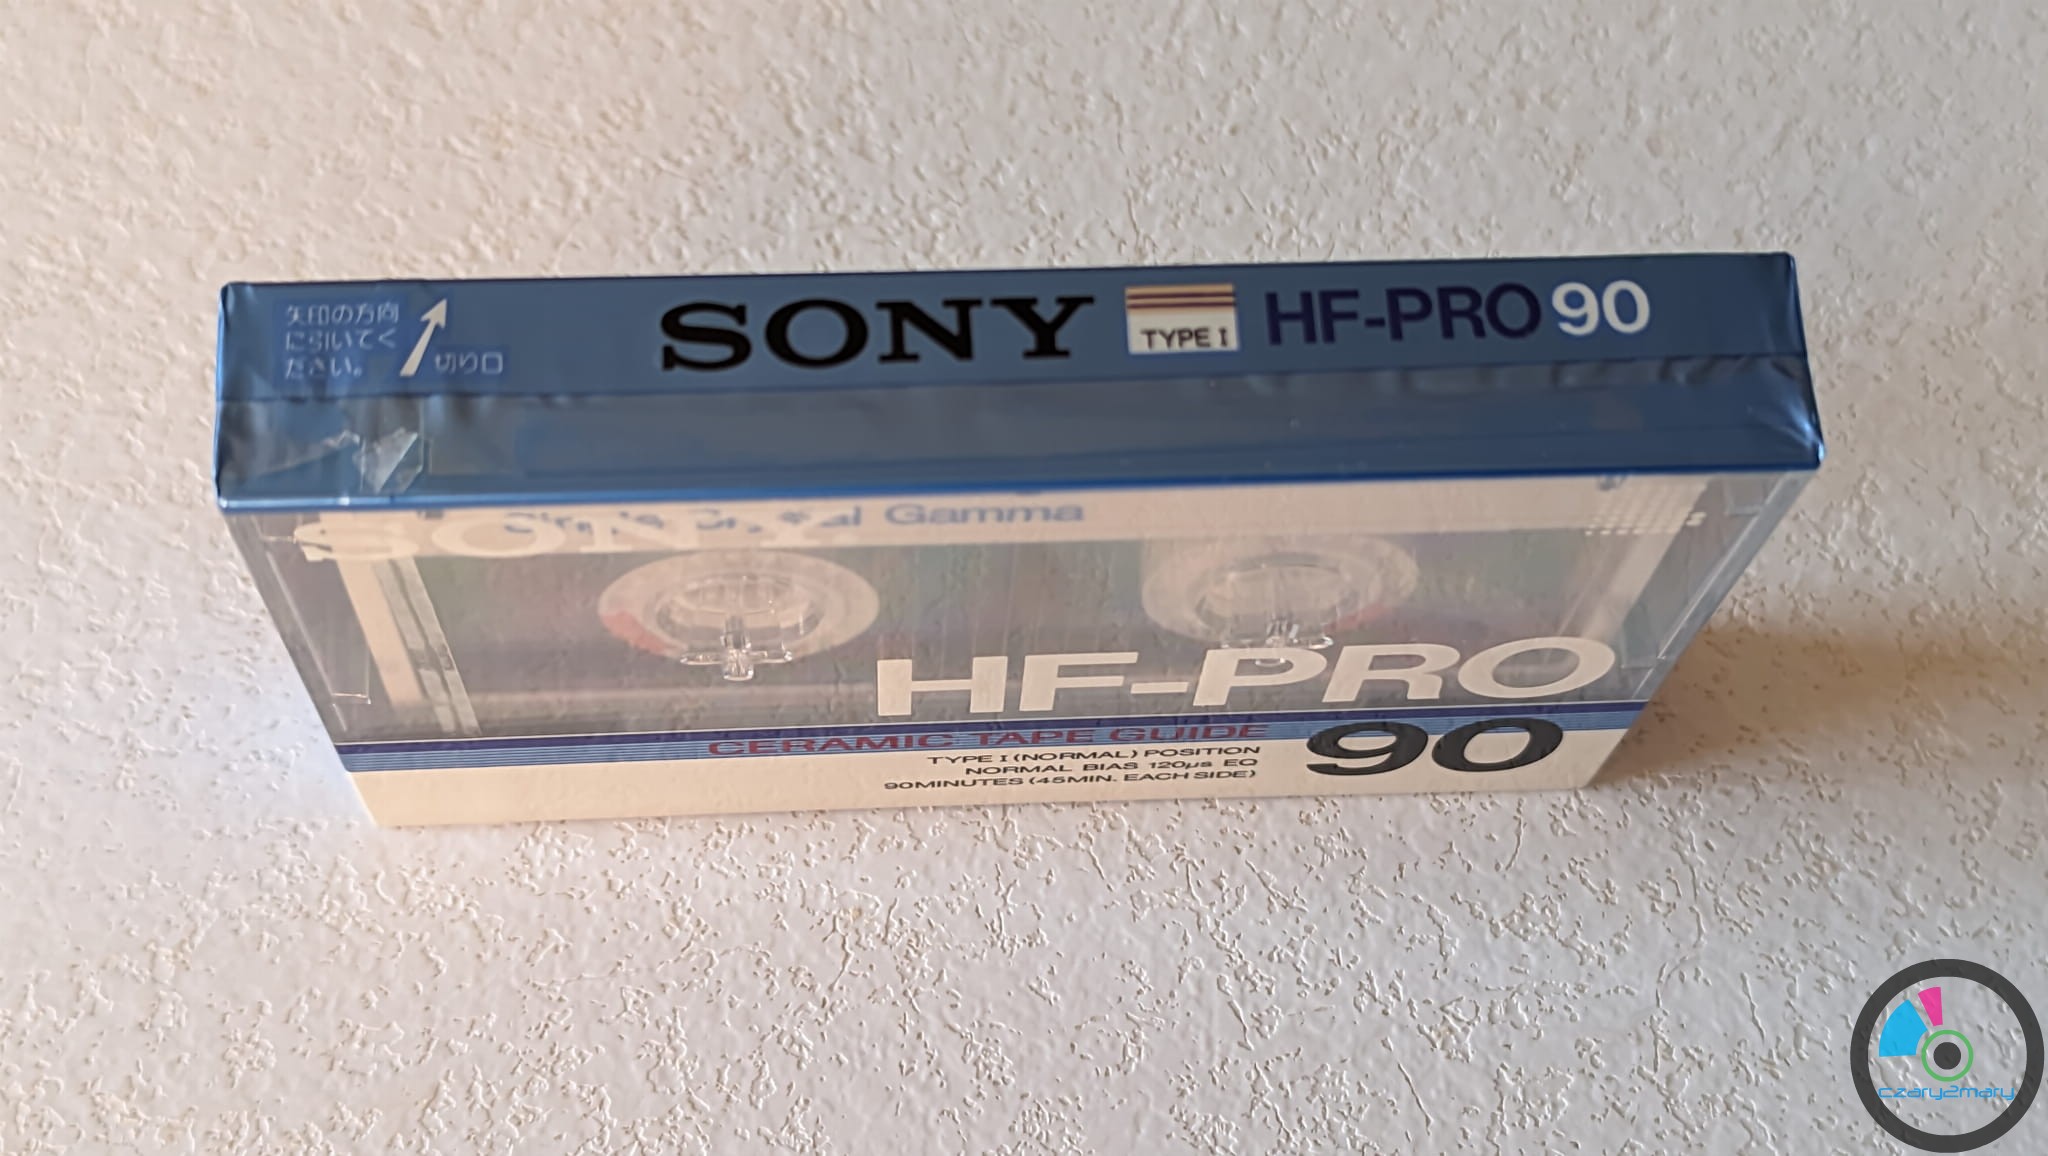 矢印の方向
に引いてく
ださい。
切り口
SONY
TYPE I
HF-PRO 90
SONY
Crystal Gamma
HF-PRO
CERAMIC TAPE GUIDE
90
TYPE I (NORMAL) POSITION
NORMAL BIAS 120μs EQ
90MINUTES (45MIN. EACH SIDE)
czary2mary